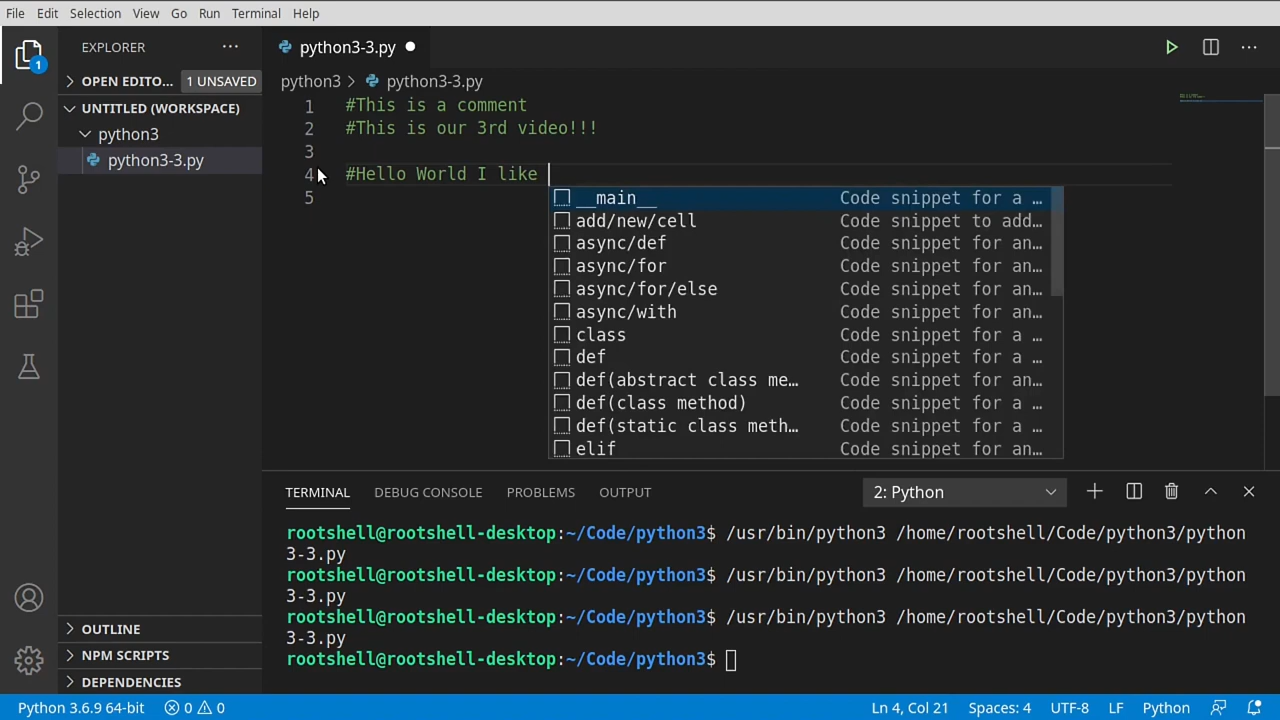 File Edit Selection View Go Run Terminal Help
EXPLORER
python3-3.py
OPEN EDITO... 1 UNSAVED
python3 > python3-3.py
UNTITLED (WORKSPACE)
python3
python3-3.py
1 #This is a comment
2 #This is our 3rd video!!!
3
4 #Hello World I like
5
__main__ Code snippet for a …
add/new/cell Code snippet to add…
async/def Code snippet for an…
async/for Code snippet for an…
async/for/else Code snippet for an…
async/with Code snippet for an…
class Code snippet for a …
def Code snippet for a …
def(abstract class me… Code snippet for an…
def(class method) Code snippet for a …
def(static class meth… Code snippet for a …
elif Code snippet for an…
TERMINAL DEBUG CONSOLE PROBLEMS OUTPUT 2: Python
rootshell@rootshell-desktop:~/Code/python3$ /usr/bin/python3 /home/rootshell/Code/python3/python
3-3.py
rootshell@rootshell-desktop:~/Code/python3$ /usr/bin/python3 /home/rootshell/Code/python3/python
3-3.py
rootshell@rootshell-desktop:~/Code/python3$ /usr/bin/python3 /home/rootshell/Code/python3/python
3-3.py
rootshell@rootshell-desktop:~/Code/python3$
1
OUTLINE
NPM SCRIPTS
DEPENDENCIES
Python 3.6.9 64-bit 0 0 Ln 4, Col 21 Spaces: 4 UTF-8 LF Python